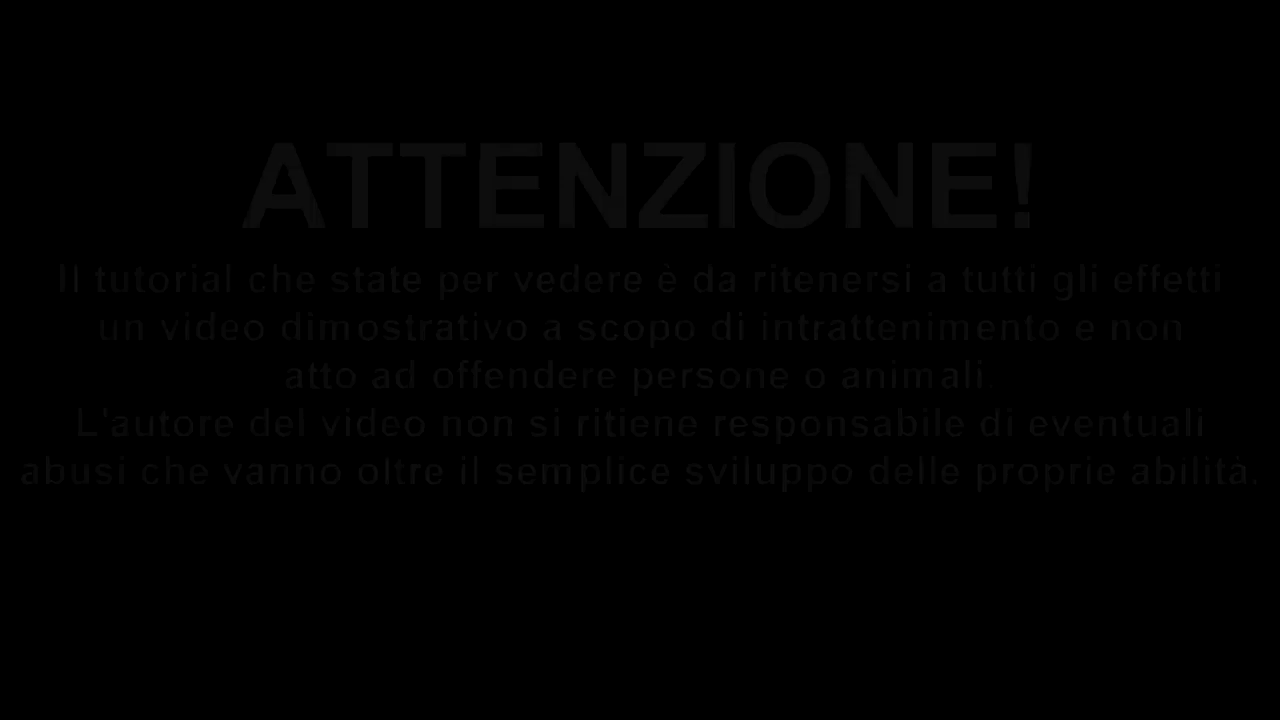 ATTENZIONE!
Il tutorial che state per vedere è da ritenersi a tutti gli effetti
un video dimostrativo a scopo di intrattenimento e non
atto ad offendere persone o animali.
L'autore del video non si ritiene responsabile di eventuali
abusi che vanno oltre il semplice sviluppo delle proprie abilità.